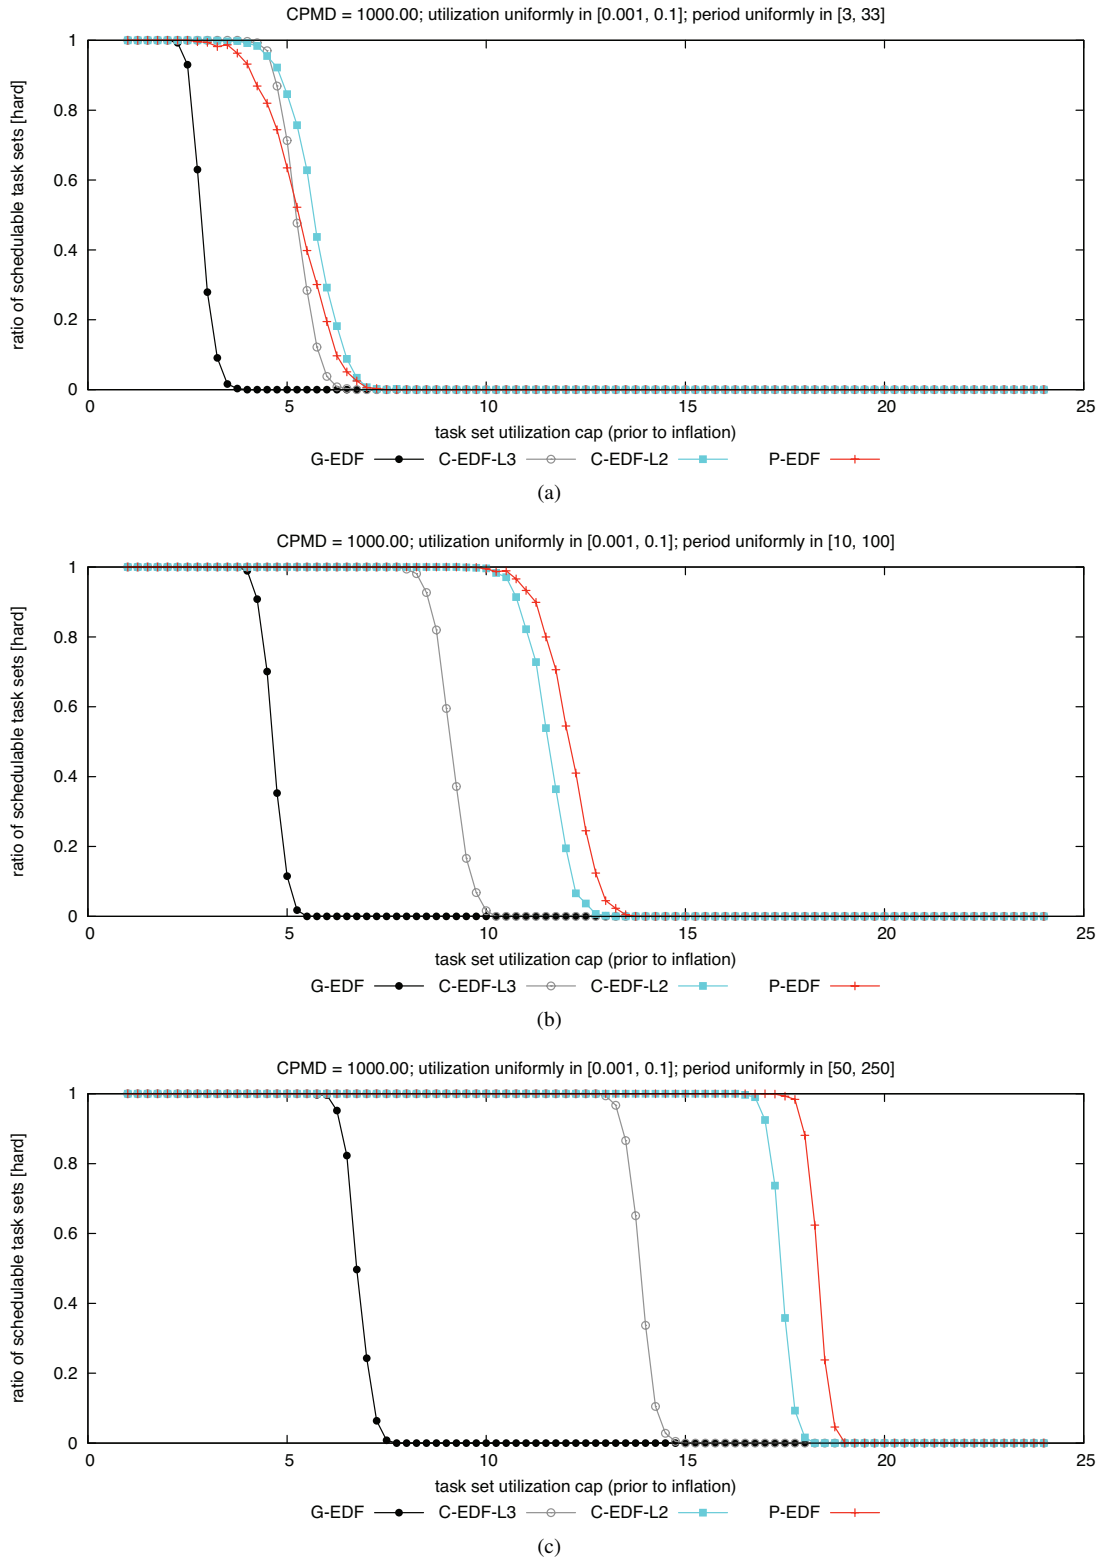 CPMD = 1000.00; utilization uniformly in [0.001, 0.1]; period uniformly in [3, 33]
ratio of schedulable task sets [hard]
1
0.8
0.6
0.4
0.2
0
0 5 10 15 20 25
task set utilization cap (prior to inflation)
G-EDF C-EDF-L3 C-EDF-L2 P-EDF
(a)
CPMD = 1000.00; utilization uniformly in [0.001, 0.1]; period uniformly in [10, 100]
ratio of schedulable task sets [hard]
1
0.8
0.6
0.4
0.2
0
0 5 10 15 20 25
task set utilization cap (prior to inflation)
G-EDF C-EDF-L3 C-EDF-L2 P-EDF
(b)
CPMD = 1000.00; utilization uniformly in [0.001, 0.1]; period uniformly in [50, 250]
ratio of schedulable task sets [hard]
1
0.8
0.6
0.4
0.2
0
0 5 10 15 20 25
task set utilization cap (prior to inflation)
G-EDF C-EDF-L3 C-EDF-L2 P-EDF
(c)